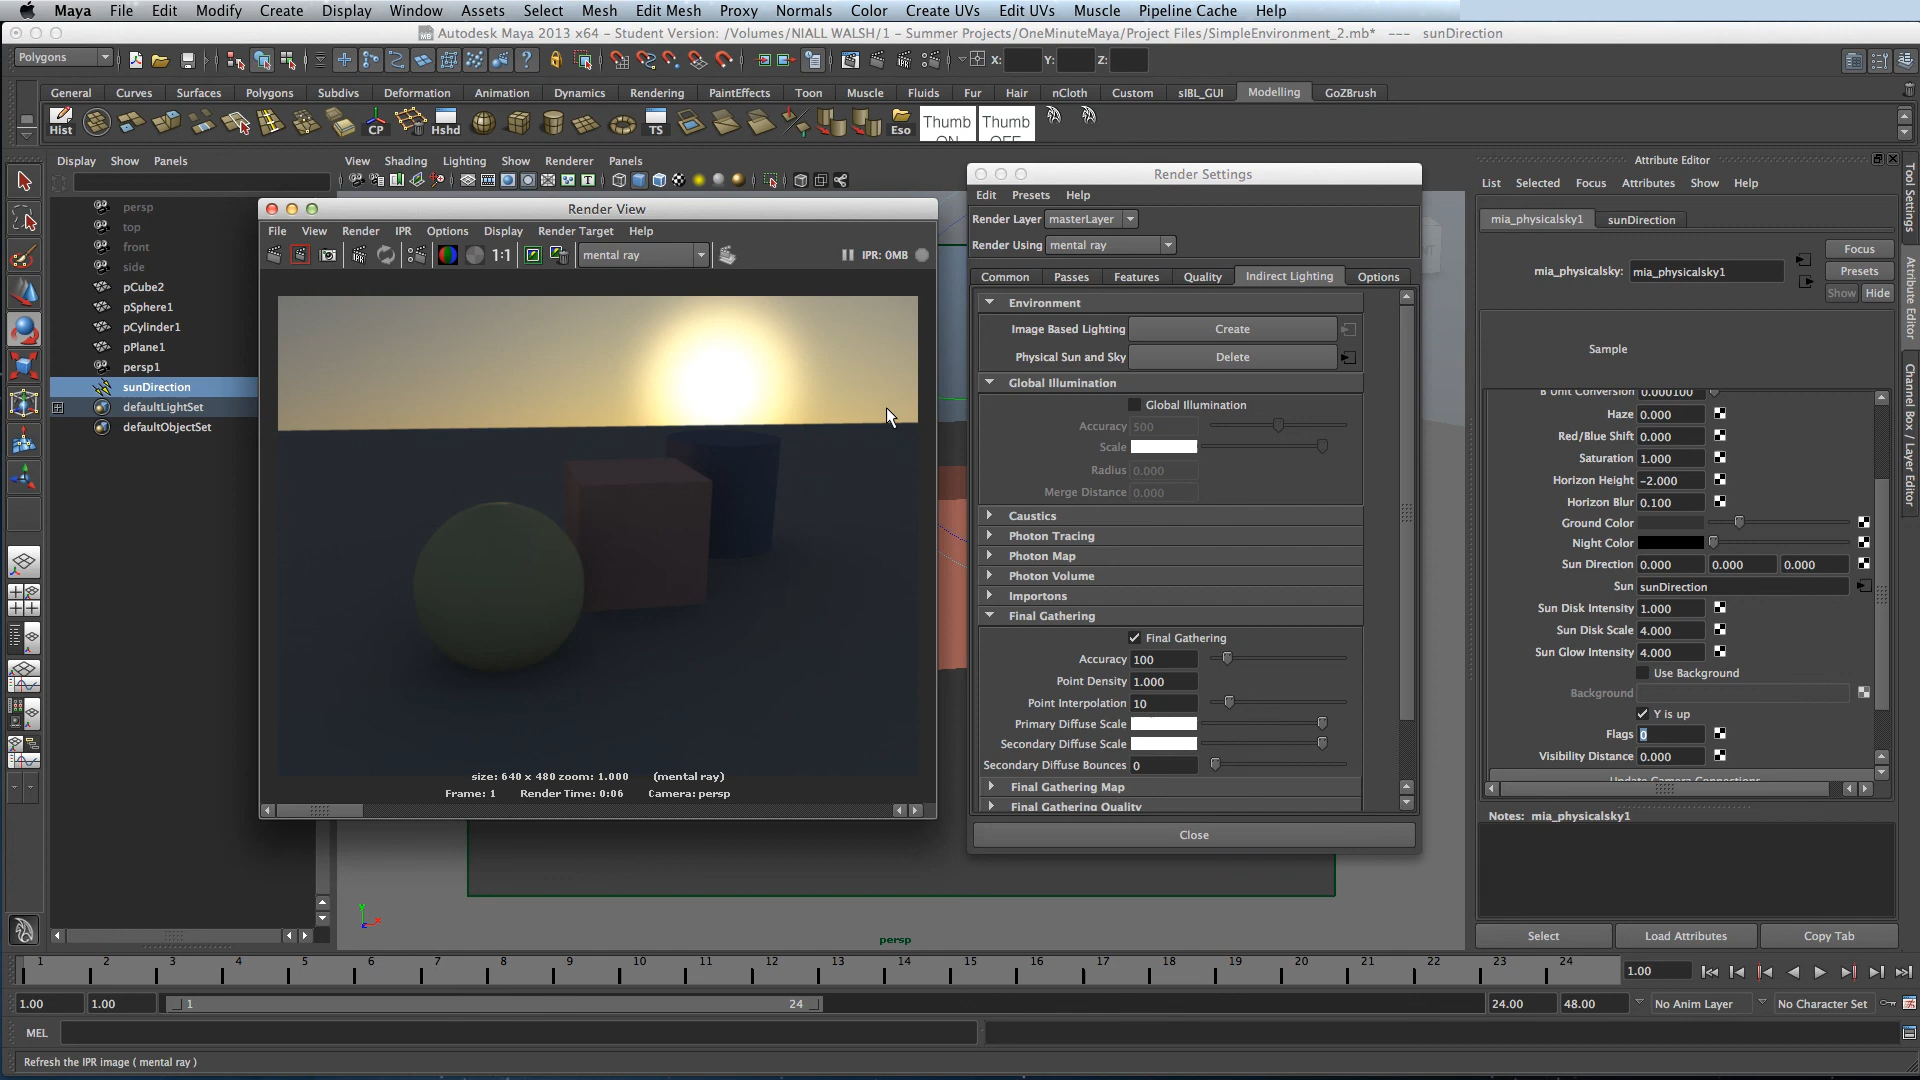 Maya File Edit Modify Create Display Window Assets Select Mesh Edit Mesh Proxy Normals Color Create UVs Edit UVs Muscle Pipeline Cache Help
Autodesk Maya 2013 x64 – Student Version: /Volumes/NIALL WALSH/1 – Summer Projects/OneMinuteMaya/Project Files/SimpleEnvironment_2.mb* --- sunDirection
Polygons X: Y: Z:
General Curves Surfaces Polygons Subdivs Deformation Animation Dynamics Rendering PaintEffects Toon Muscle Fluids Fur Hair nCloth Custom sIBL_GUI Modelling GoZBrush
Hist CP Hshd TS Eso Thumb ON Thumb OFF
Display Show Panels
View Shading Lighting Show Renderer Panels
persp
top
front
side
pCube2
pSphere1
pCylinder1
pPlane1
persp1
sunDirection
defaultLightSet
defaultObjectSet
Render View
File View Render IPR Options Display Render Target Help
1:1 mental ray IPR: 0MB
size: 640 x 480 zoom: 1.000 (mental ray)
Frame: 1 Render Time: 0:06 Camera: persp
Render Settings
Edit Presets Help
Render Layer masterLayer
Render Using mental ray
Common Passes Features Quality Indirect Lighting Options
Environment
Image Based Lighting Create
Physical Sun and Sky Delete
Global Illumination
Global Illumination
Accuracy 500
Scale
Radius 0.000
Merge Distance 0.000
Caustics
Photon Tracing
Photon Map
Photon Volume
Importons
Final Gathering
Final Gathering
Accuracy 100
Point Density 1.000
Point Interpolation 10
Primary Diffuse Scale
Secondary Diffuse Scale
Secondary Diffuse Bounces 0
Final Gathering Map
Final Gathering Quality
Close
Attribute Editor
List Selected Focus Attributes Show Help
mia_physicalsky1 sunDirection
mia_physicalsky: mia_physicalsky1
Focus
Presets
Show Hide
Sample
B Unit Conversion 0.000100
Haze 0.000
Red/Blue Shift 0.000
Saturation 1.000
Horizon Height -2.000
Horizon Blur 0.100
Ground Color
Night Color
Sun Direction 0.000 0.000 0.000
Sun sunDirection
Sun Disk Intensity 1.000
Sun Disk Scale 4.000
Sun Glow Intensity 4.000
Use Background
Background
Y is up
Flags 0
Visibility Distance 0.000
Update Camera Connections
Notes: mia_physicalsky1
Select Load Attributes Copy Tab
Tool Settings
Attribute Editor
Channel Box / Layer Editor
persp
1 2 3 4 5 6 7 8 9 10 11 12 13 14 15 16 17 18 19 20 21 22 23 24 1.00
1.00 1.00 1 24 24.00 48.00 No Anim Layer No Character Set
MEL
Refresh the IPR image ( mental ray )